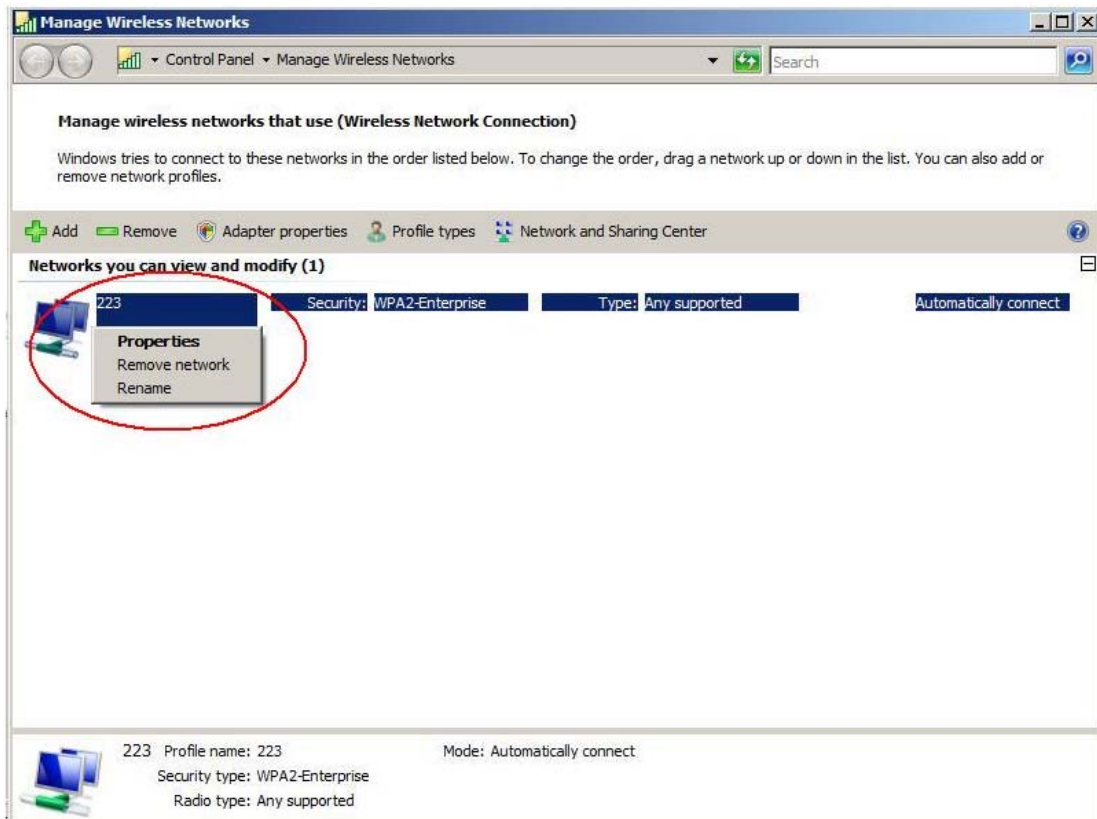 Manage Wireless Networks
Control Panel Manage Wireless Networks Search
Manage wireless networks that use (Wireless Network Connection)
Windows tries to connect to these networks in the order listed below. To change the order, drag a network up or down in the list. You can also add or
remove network profiles.
Add Remove Adapter properties Profile types Network and Sharing Center ?
Networks you can view and modify (1)
223 Security: WPA2-Enterprise Type: Any supported Automatically connect
Properties
Remove network
Rename
223 Profile name: 223 Mode: Automatically connect
Security type: WPA2-Enterprise
Radio type: Any supported